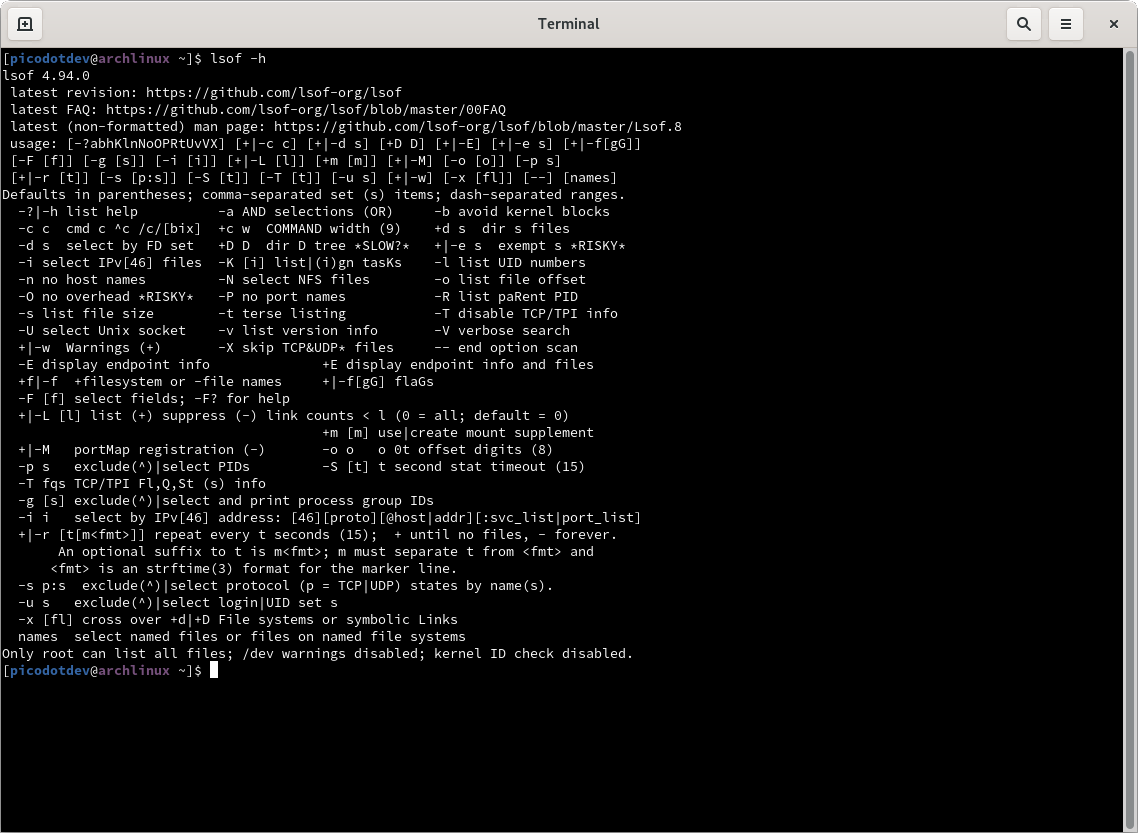 Terminal
[picodotdev@archlinux ~]$ lsof -h
lsof 4.94.0
 latest revision: https://github.com/lsof-org/lsof
 latest FAQ: https://github.com/lsof-org/lsof/blob/master/00FAQ
 latest (non-formatted) man page: https://github.com/lsof-org/lsof/blob/master/Lsof.8
 usage: [-?abhKlnNoOPRtUvVX] [+|-c c] [+|-d s] [+D D] [+|-E] [+|-e s] [+|-f[gG]]
 [-F [f]] [-g [s]] [-i [i]] [+|-L [l]] [+m [m]] [+|-M] [-o [o]] [-p s]
 [+|-r [t]] [-s [p:s]] [-S [t]] [-T [t]] [-u s] [+|-w] [-x [fl]] [--] [names]
Defaults in parentheses; comma-separated set (s) items; dash-separated ranges.
  -?|-h list help          -a AND selections (OR)     -b avoid kernel blocks
  -c c  cmd c ^c /c/[bix]  +c w  COMMAND width (9)    +d s  dir s files
  -d s  select by FD set   +D D  dir D tree *SLOW?*   +|-e s  exempt s *RISKY*
  -i select IPv[46] files  -K [i] list|(i)gn tasKs    -l list UID numbers
  -n no host names         -N select NFS files        -o list file offset
  -O no overhead *RISKY*   -P no port names           -R list paRent PID
  -s list file size        -t terse listing           -T disable TCP/TPI info
  -U select Unix socket    -v list version info       -V verbose search
  +|-w  Warnings (+)       -X skip TCP&UDP* files     -- end option scan
  -E display endpoint info              +E display endpoint info and files
  +f|-f  +filesystem or -file names     +|-f[gG] flaGs
  -F [f] select fields; -F? for help
  +|-L [l] list (+) suppress (-) link counts < l (0 = all; default = 0)
                                        +m [m] use|create mount supplement
  +|-M   portMap registration (-)       -o o   o 0t offset digits (8)
  -p s   exclude(^)|select PIDs         -S [t] t second stat timeout (15)
  -T fqs TCP/TPI Fl,Q,St (s) info
  -g [s] exclude(^)|select and print process group IDs
  -i i   select by IPv[46] address: [46][proto][@host|addr][:svc_list|port_list]
  +|-r [t[m<fmt>]] repeat every t seconds (15);  + until no files, - forever.
       An optional suffix to t is m<fmt>; m must separate t from <fmt> and
      <fmt> is an strftime(3) format for the marker line.
  -s p:s  exclude(^)|select protocol (p = TCP|UDP) states by name(s).
  -u s   exclude(^)|select login|UID set s
  -x [fl] cross over +d|+D File systems or symbolic Links
  names  select named files or files on named file systems
Only root can list all files; /dev warnings disabled; kernel ID check disabled.
[picodotdev@archlinux ~]$